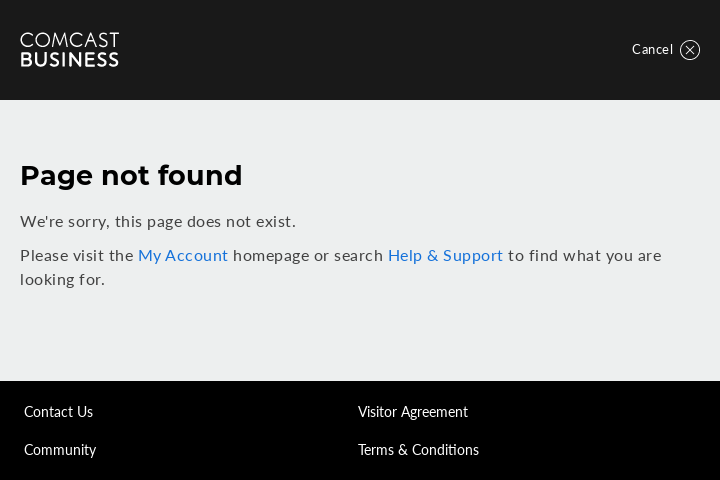 COMCAST
BUSINESS
Cancel
Page not found
We're sorry, this page does not exist.
Please visit the My Account homepage or search Help & Support to find what you are
looking for.
Contact Us
Visitor Agreement
Community
Terms & Conditions